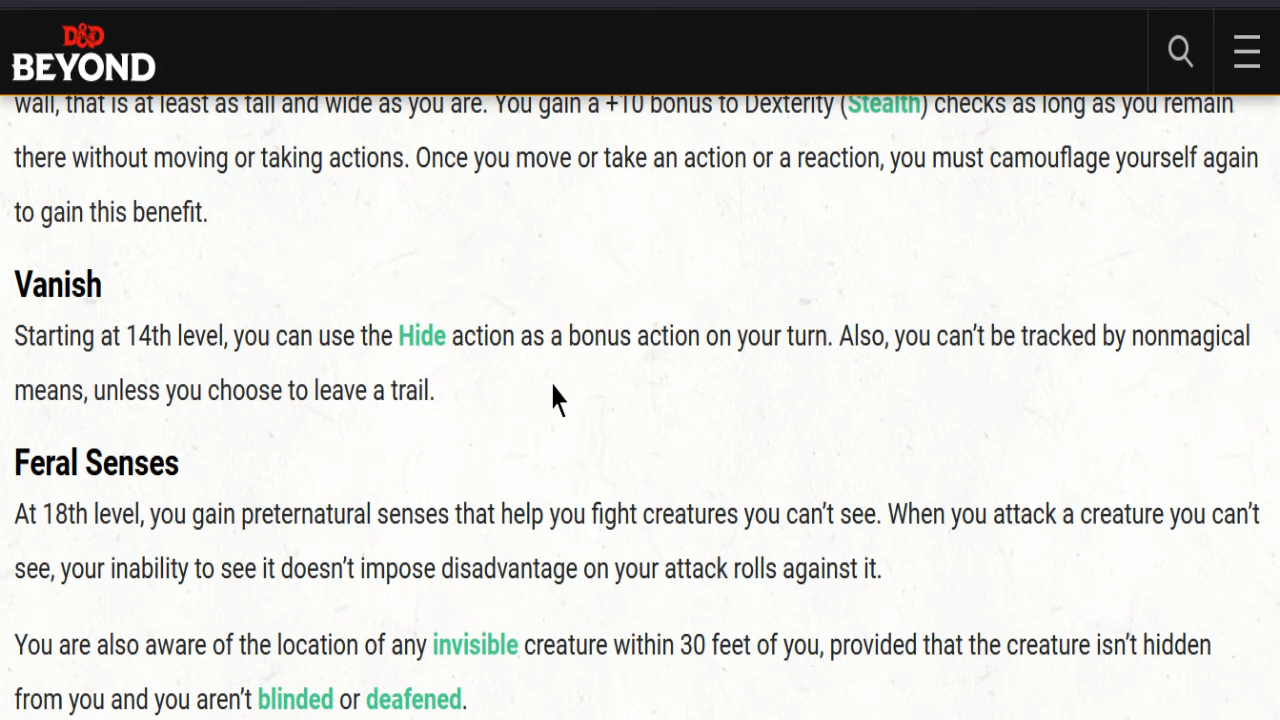 D&D
BEYOND
wall, that is at least as tall and wide as you are. You gain a +10 bonus to Dexterity (Stealth) checks as long as you remain
there without moving or taking actions. Once you move or take an action or a reaction, you must camouflage yourself again
to gain this benefit.
Vanish
Starting at 14th level, you can use the Hide action as a bonus action on your turn. Also, you can’t be tracked by nonmagical
means, unless you choose to leave a trail.
Feral Senses
At 18th level, you gain preternatural senses that help you fight creatures you can’t see. When you attack a creature you can’t
see, your inability to see it doesn’t impose disadvantage on your attack rolls against it.
You are also aware of the location of any invisible creature within 30 feet of you, provided that the creature isn’t hidden
from you and you aren’t blinded or deafened.